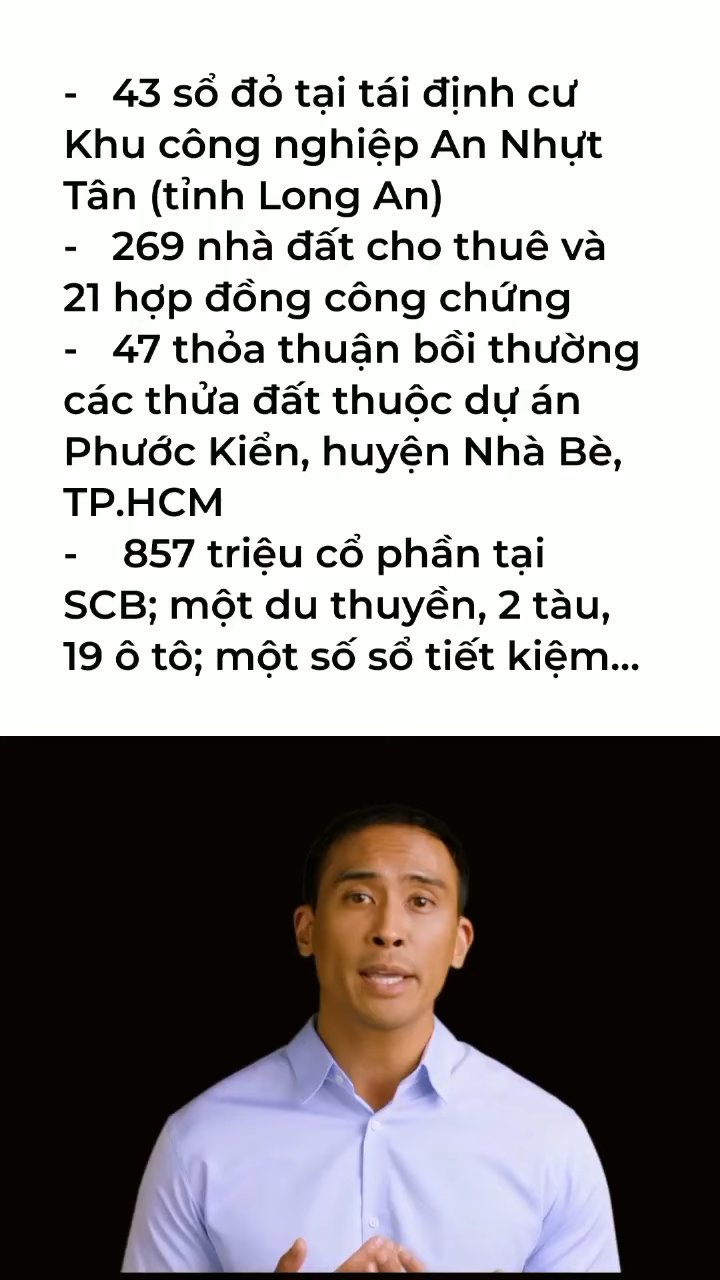 - 43 sổ đỏ tại tái định cư
Khu công nghiệp An Nhựt
Tân (tỉnh Long An)
- 269 nhà đất cho thuê và
21 hợp đồng công chứng
- 47 thỏa thuận bồi thường
các thửa đất thuộc dự án
Phước Kiển, huyện Nhà Bè,
TP.HCM
- 857 triệu cổ phần tại
SCB; một du thuyền, 2 tàu,
19 ô tô; một số sổ tiết kiệm...